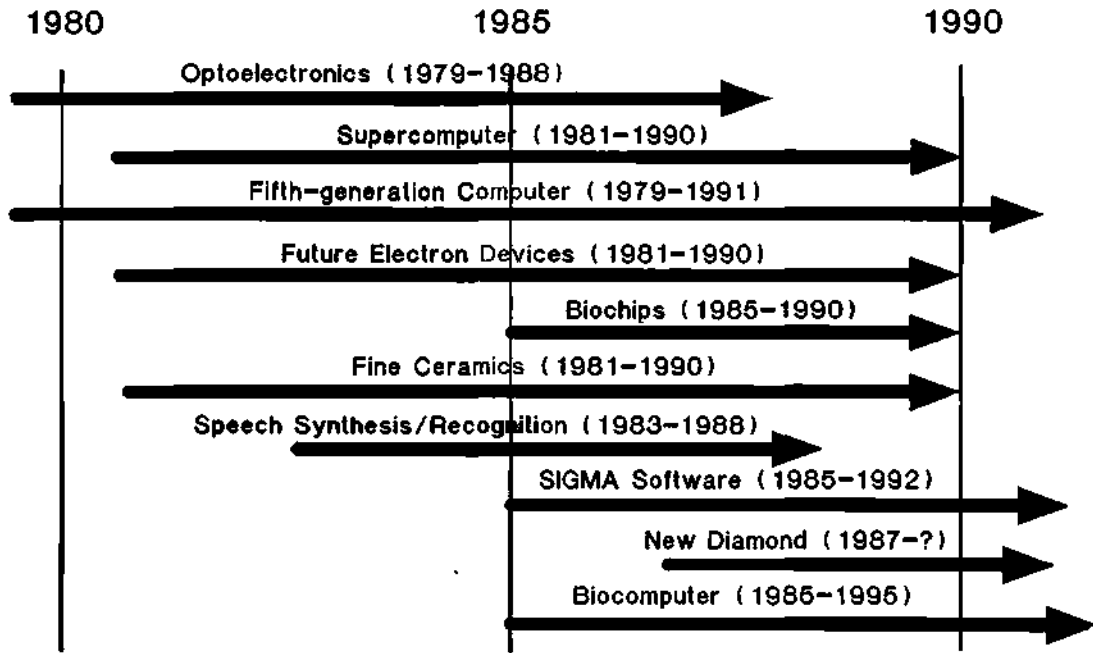 1980 1985 1990
Optoelectronics (1979-1988)
Supercomputer (1981-1990)
Fifth-generation Computer (1979-1991)
Future Electron Devices (1981-1990)
Biochips (1985-1990)
Fine Ceramics (1981-1990)
Speech Synthesis/Recognition (1983-1988)
SIGMA Software (1985-1992)
New Diamond (1987-?)
Biocomputer (1985-1995)